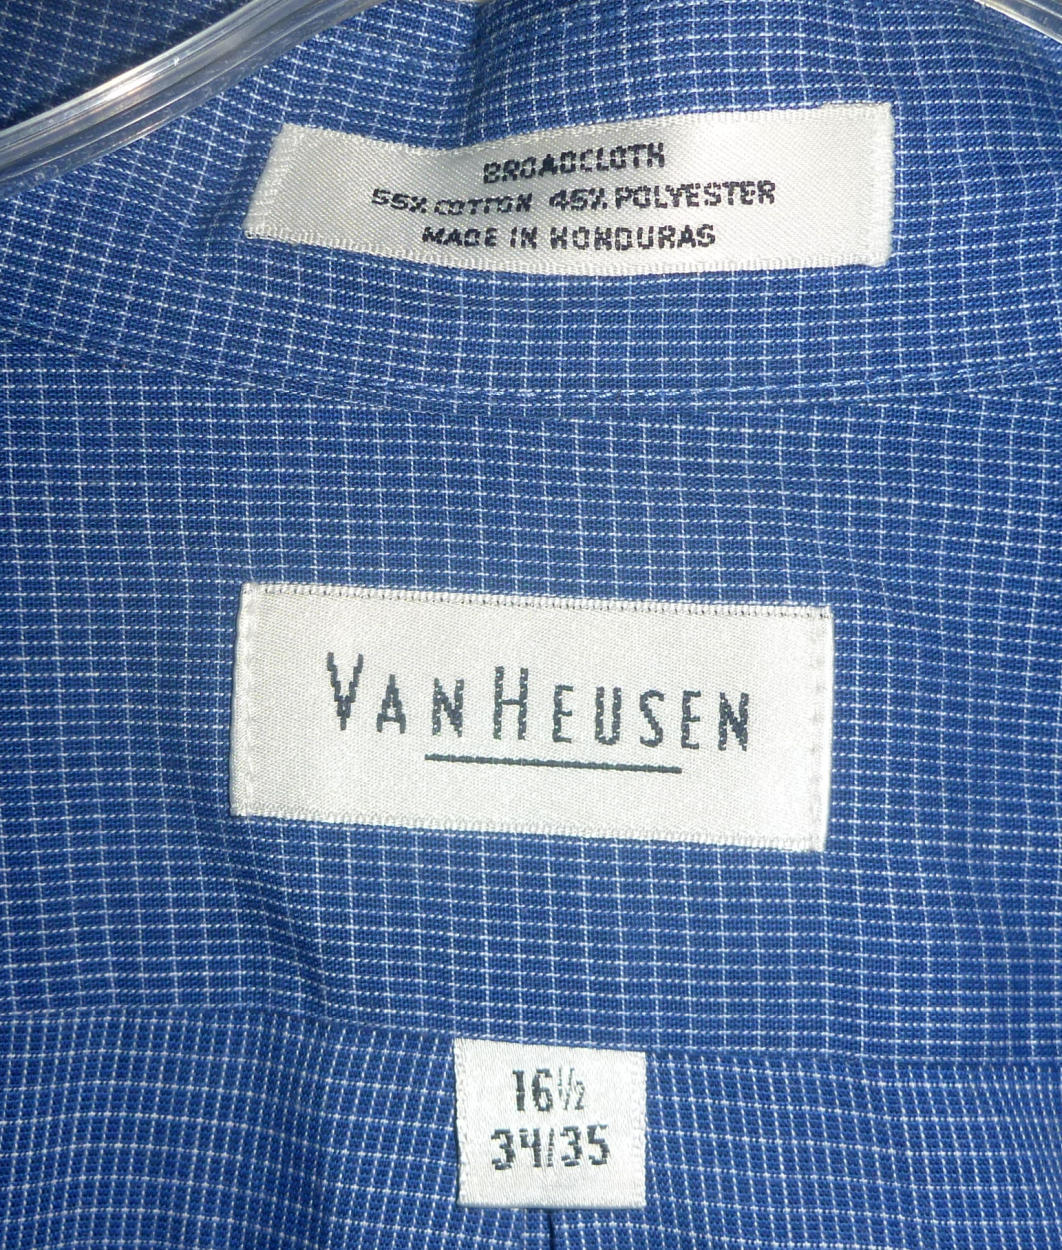 BROADCLOTH
55% COTTON 45% POLYESTER
MADE IN HONDURAS
VAN HEUSEN
16½
34/35